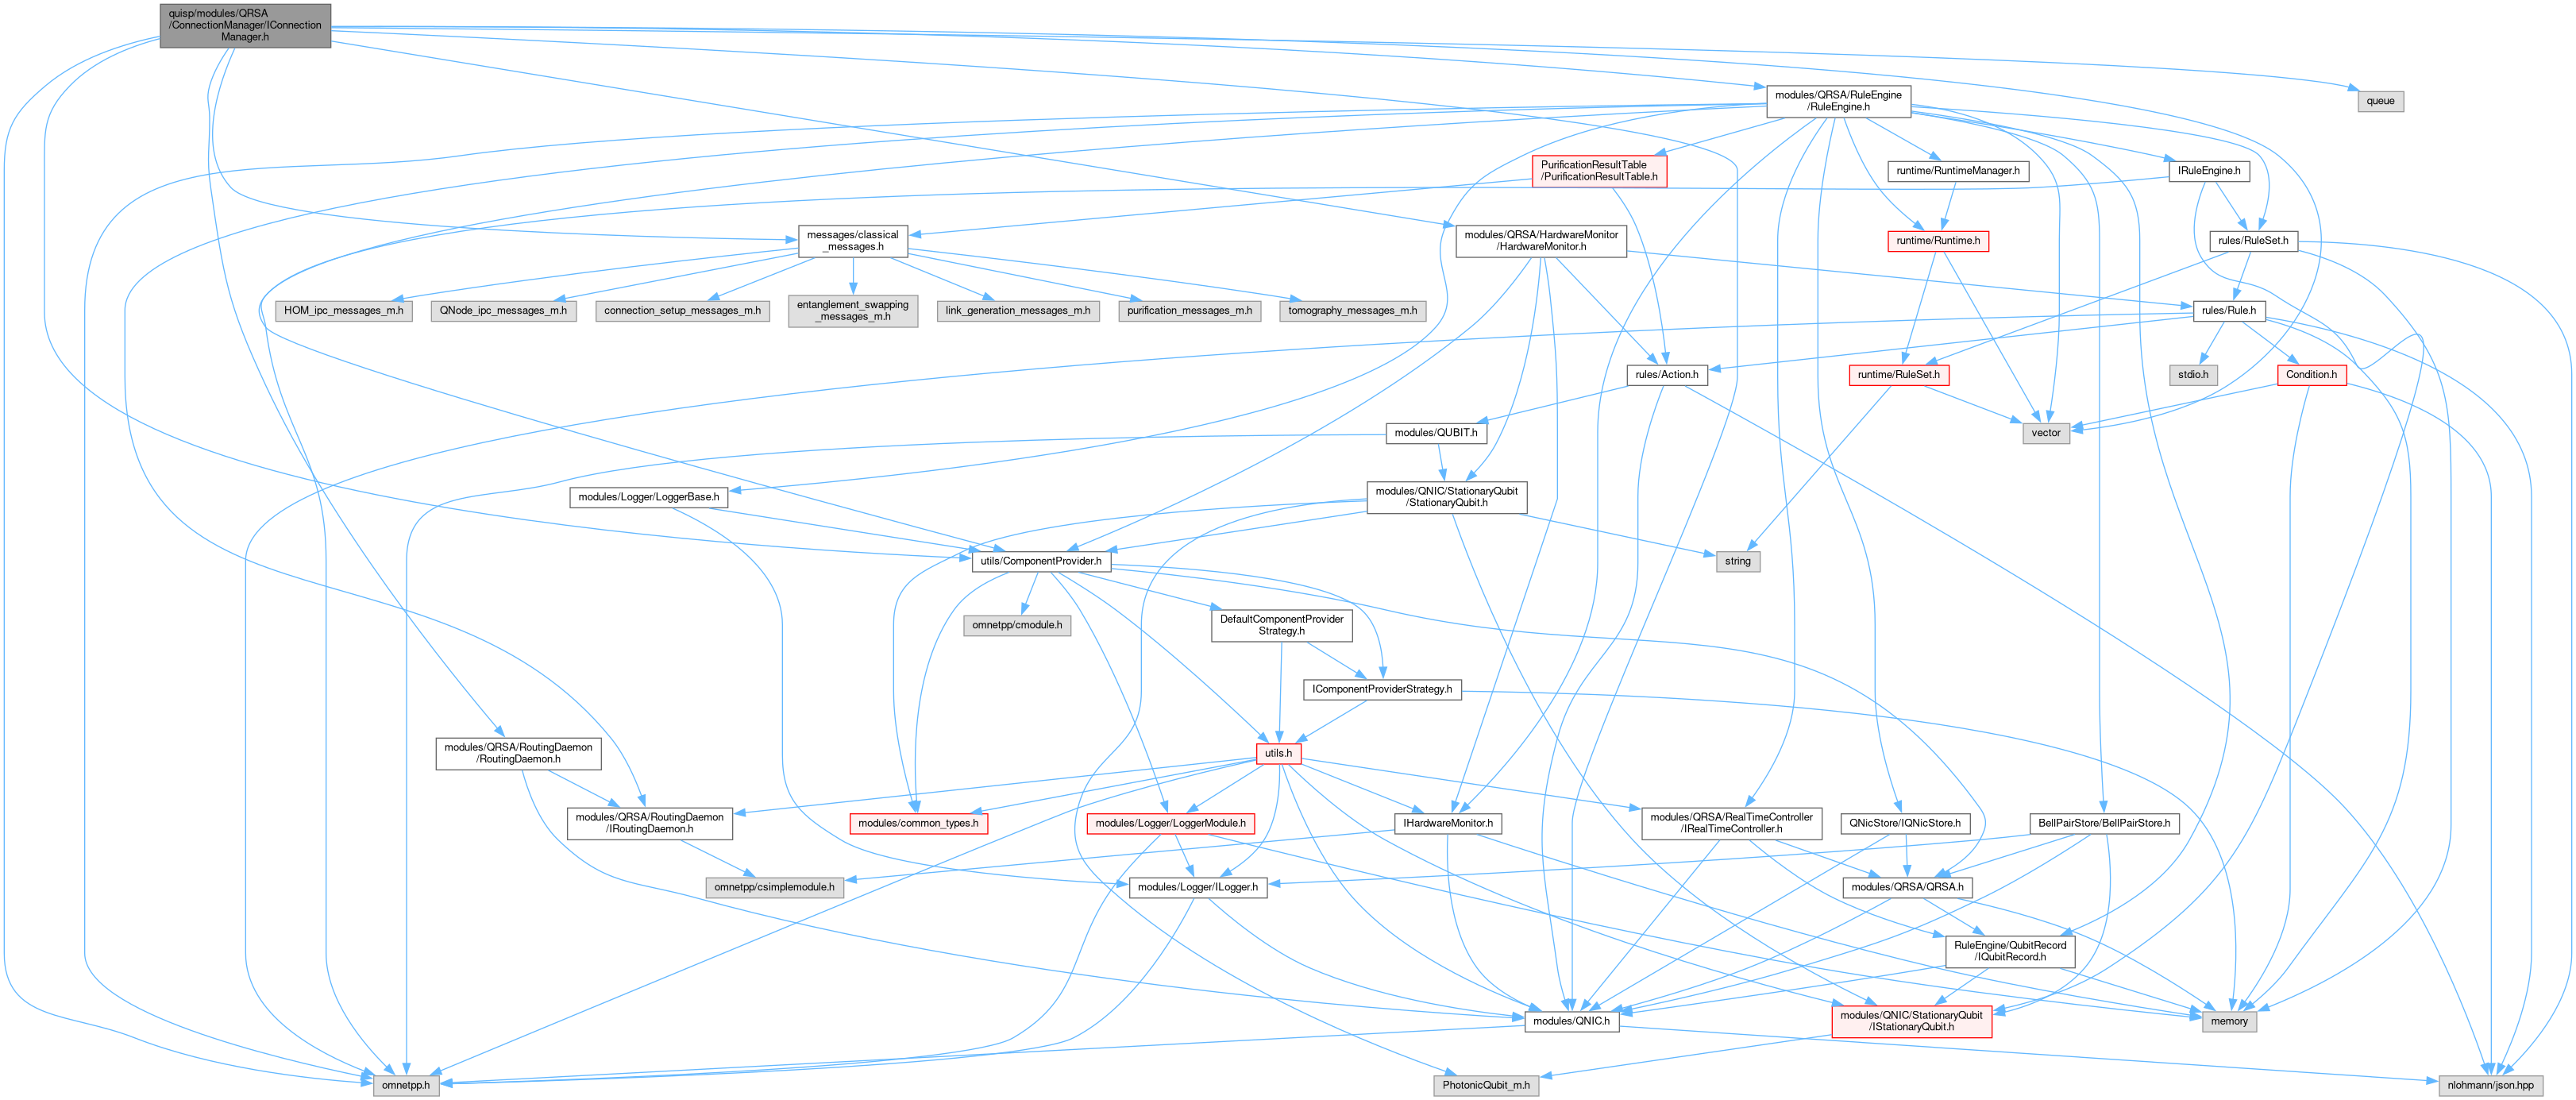 quisp/modules/QRSA
/ConnectionManager/IConnection
Manager.h
modules/QRSA/RuleEngine
/RuleEngine.h
queue
PurificationResultTable
/PurificationResultTable.h
runtime/RuntimeManager.h
IRuleEngine.h
messages/classical
_messages.h
modules/QRSA/HardwareMonitor
/HardwareMonitor.h
runtime/Runtime.h
rules/RuleSet.h
HOM_ipc_messages_m.h
QNode_ipc_messages_m.h
connection_setup_messages_m.h
entanglement_swapping
_messages_m.h
link_generation_messages_m.h
purification_messages_m.h
tomography_messages_m.h
rules/Rule.h
rules/Action.h
runtime/RuleSet.h
stdio.h
Condition.h
modules/QUBIT.h
vector
modules/Logger/LoggerBase.h
modules/QNIC/StationaryQubit
/StationaryQubit.h
utils/ComponentProvider.h
string
omnetpp/cmodule.h
DefaultComponentProvider
Strategy.h
IComponentProviderStrategy.h
modules/QRSA/RoutingDaemon
/RoutingDaemon.h
utils.h
modules/QRSA/RoutingDaemon
/IRoutingDaemon.h
modules/common_types.h
modules/Logger/LoggerModule.h
IHardwareMonitor.h
modules/QRSA/RealTimeController
/IRealTimeController.h
QNicStore/IQNicStore.h
BellPairStore/BellPairStore.h
omnetpp/csimplemodule.h
modules/Logger/ILogger.h
modules/QRSA/QRSA.h
RuleEngine/QubitRecord
/IQubitRecord.h
modules/QNIC.h
modules/QNIC/StationaryQubit
/IStationaryQubit.h
memory
omnetpp.h
PhotonicQubit_m.h
nlohmann/json.hpp